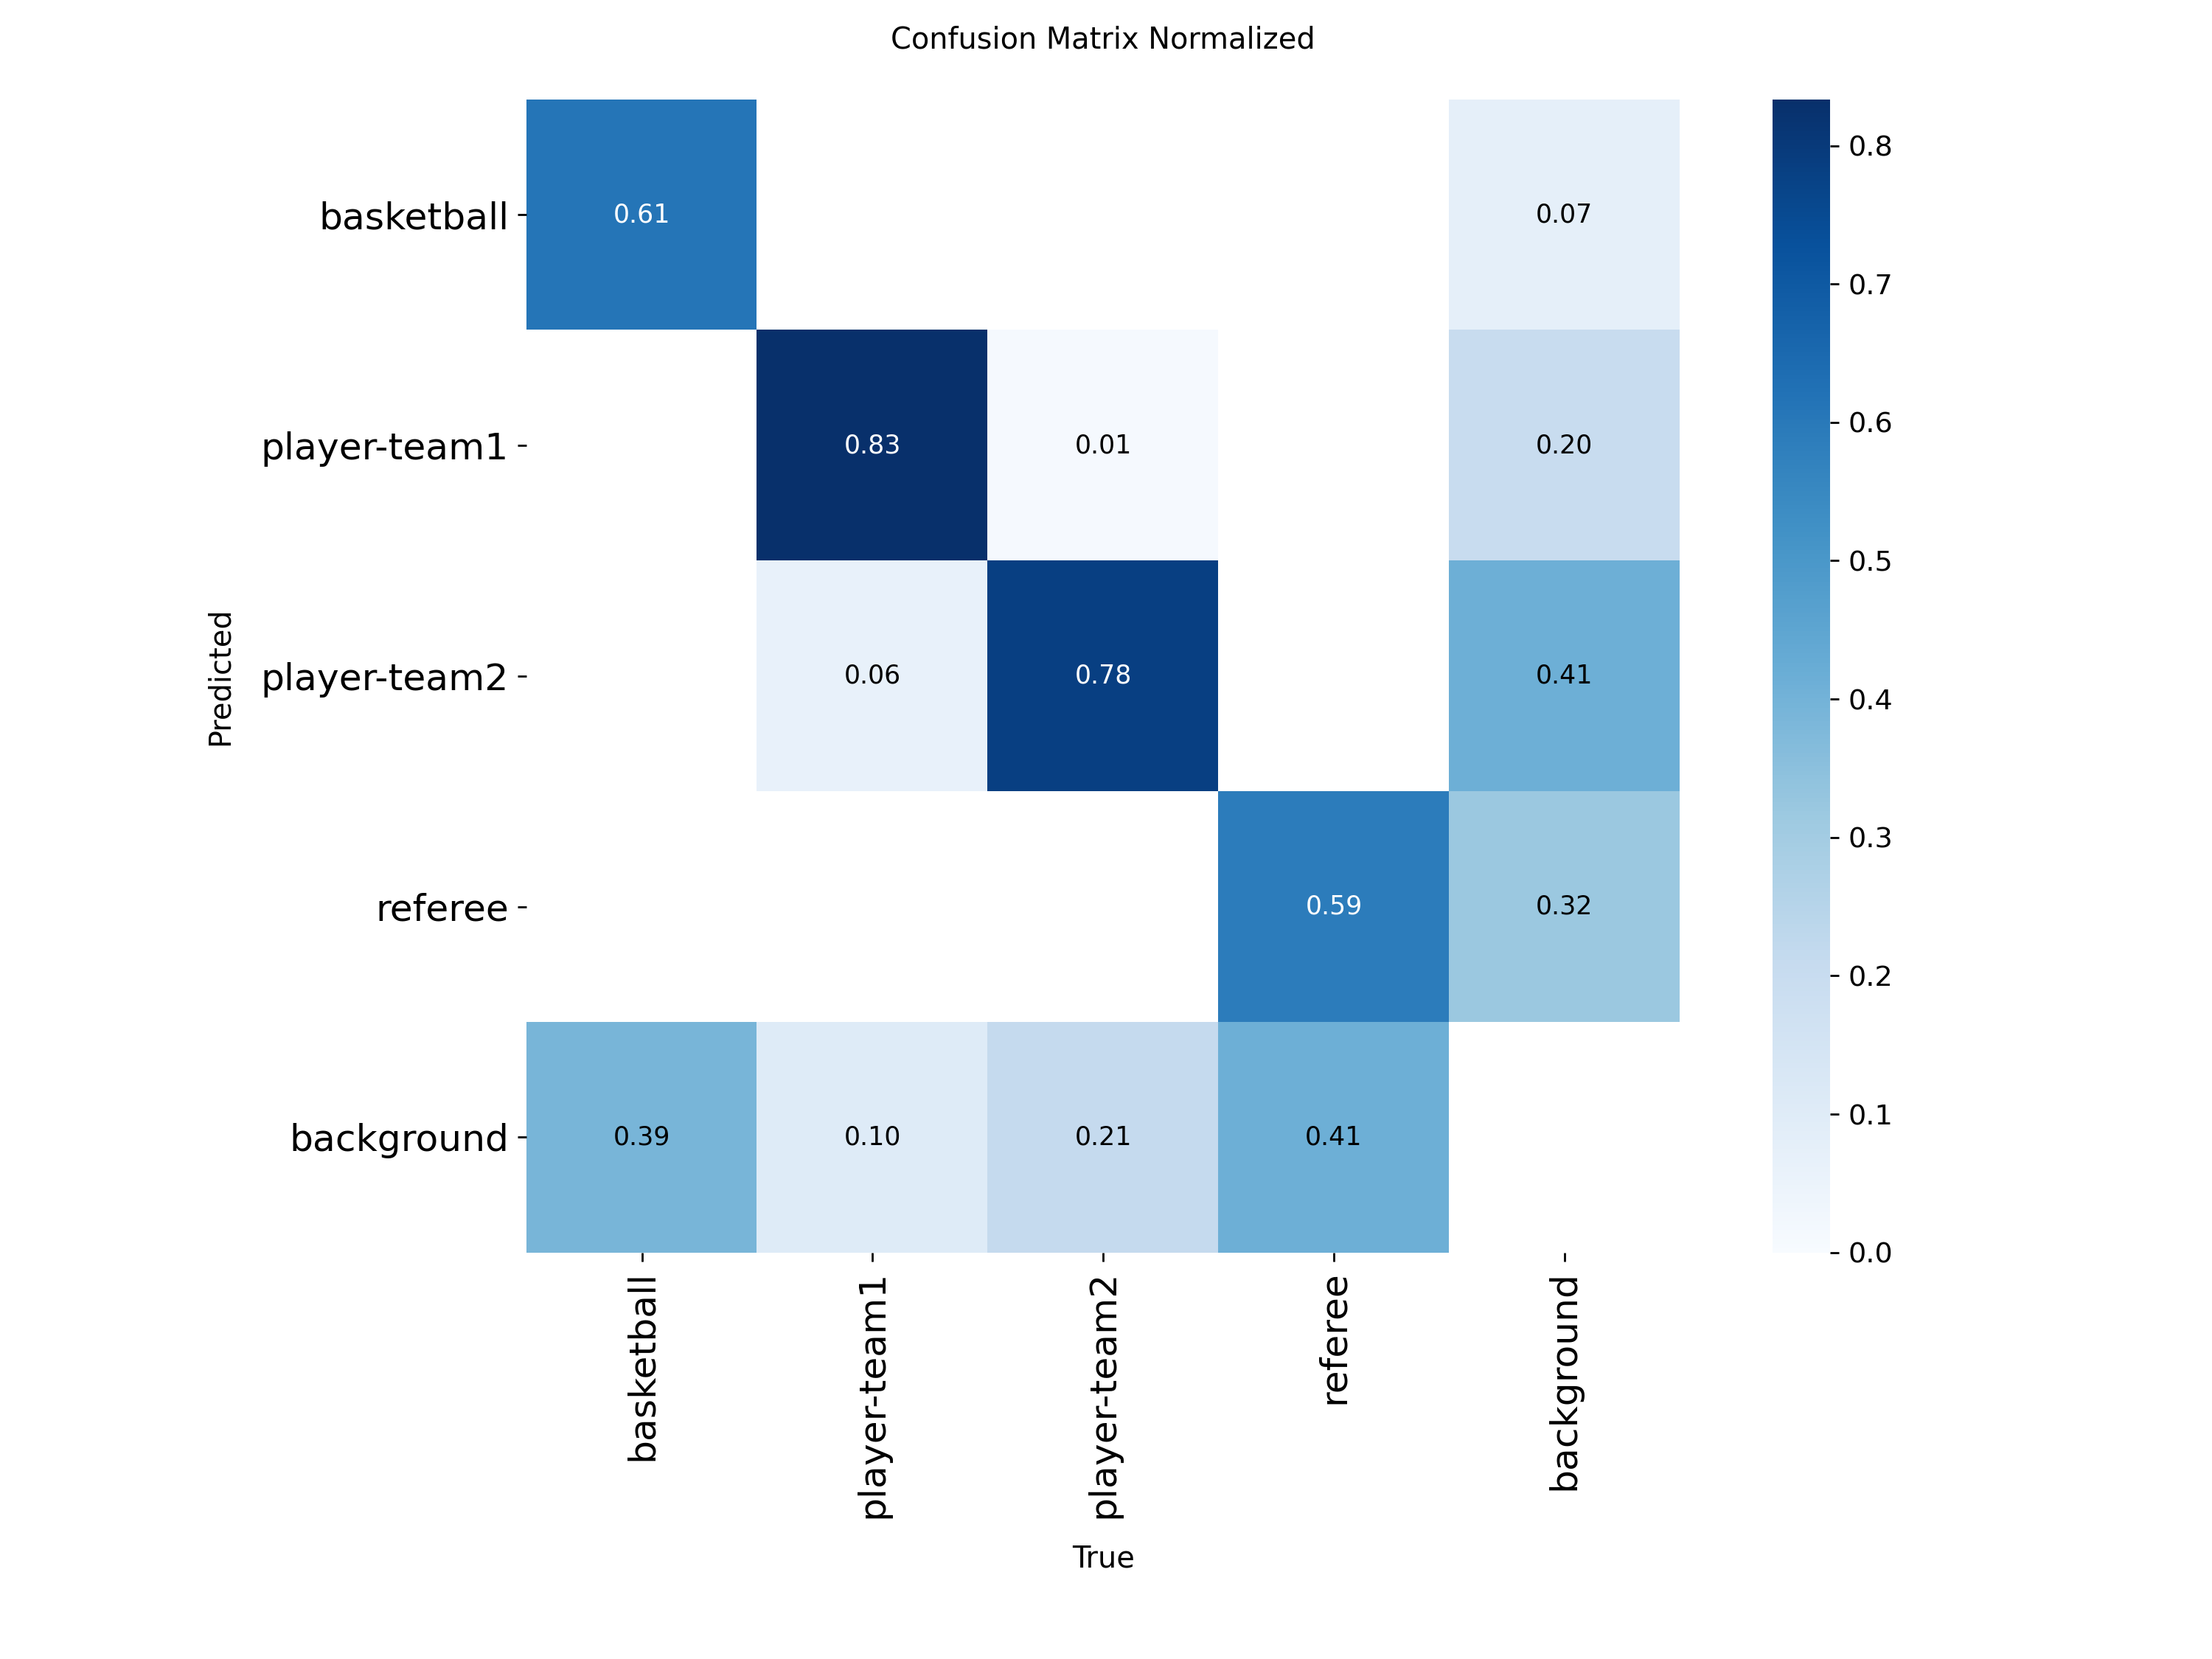 Confusion Matrix Normalized
basketball
0.61
0.07
0.8
0.7
player-team1
0.83
0.01
0.20
0.6
0.5
Predicted
player-team2
0.06
0.78
0.41
0.4
0.3
referee
0.59
0.32
0.2
background
0.39
0.10
0.21
0.41
0.1
0.0
basketball
player-team1
player-team2
referee
background
True